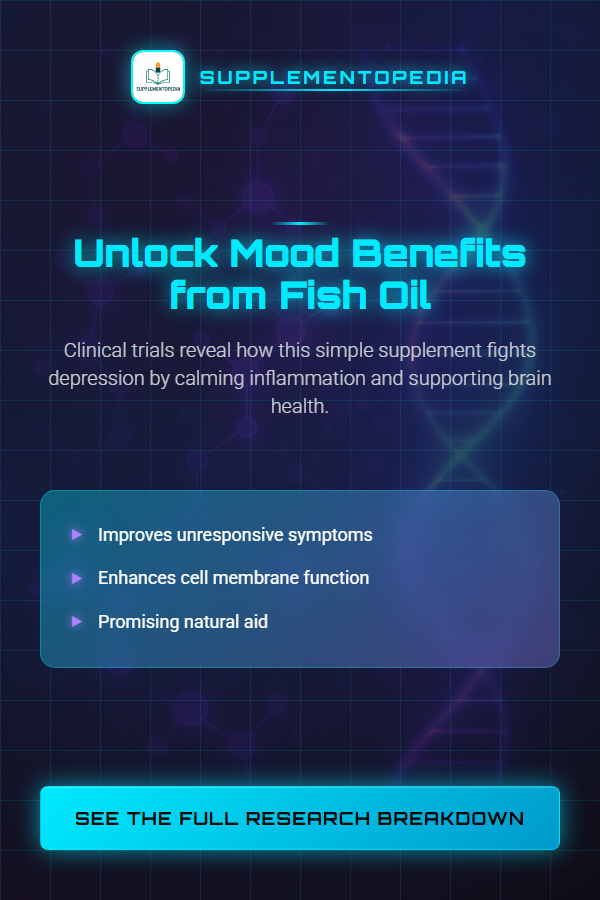 SUPPLEMENTOPEDIA
SUPPLEMENTOPEDIA
Unlock Mood Benefits
from Fish Oil
Clinical trials reveal how this simple supplement fights
depression by calming inflammation and supporting brain
health.
Improves unresponsive symptoms
Enhances cell membrane function
Promising natural aid
SEE THE FULL RESEARCH BREAKDOWN